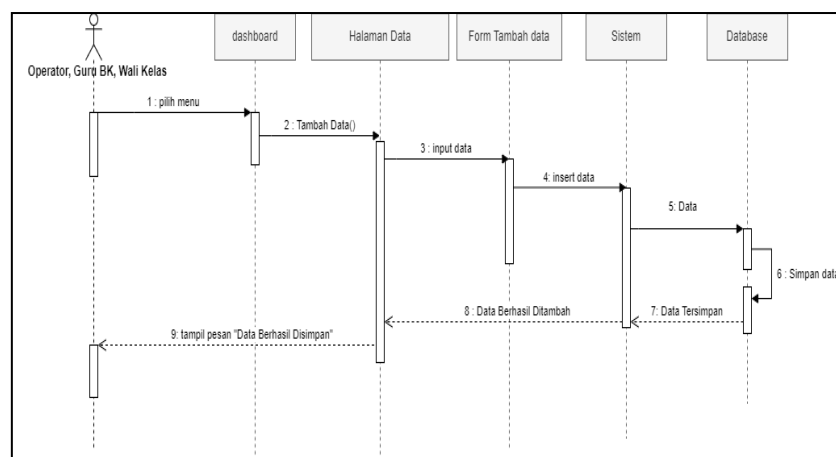 dashboard
Halaman Data
Form Tambah data
Sistem
Database
Operator, Guru BK, Wali Kelas
1 : pilih menu
2 : Tambah Data()
3 : input data
4: insert data
5: Data
6 : Simpan data
7: Data Tersimpan
8 : Data Berhasil Ditambah
9: tampil pesan "Data Berhasil Disimpan"